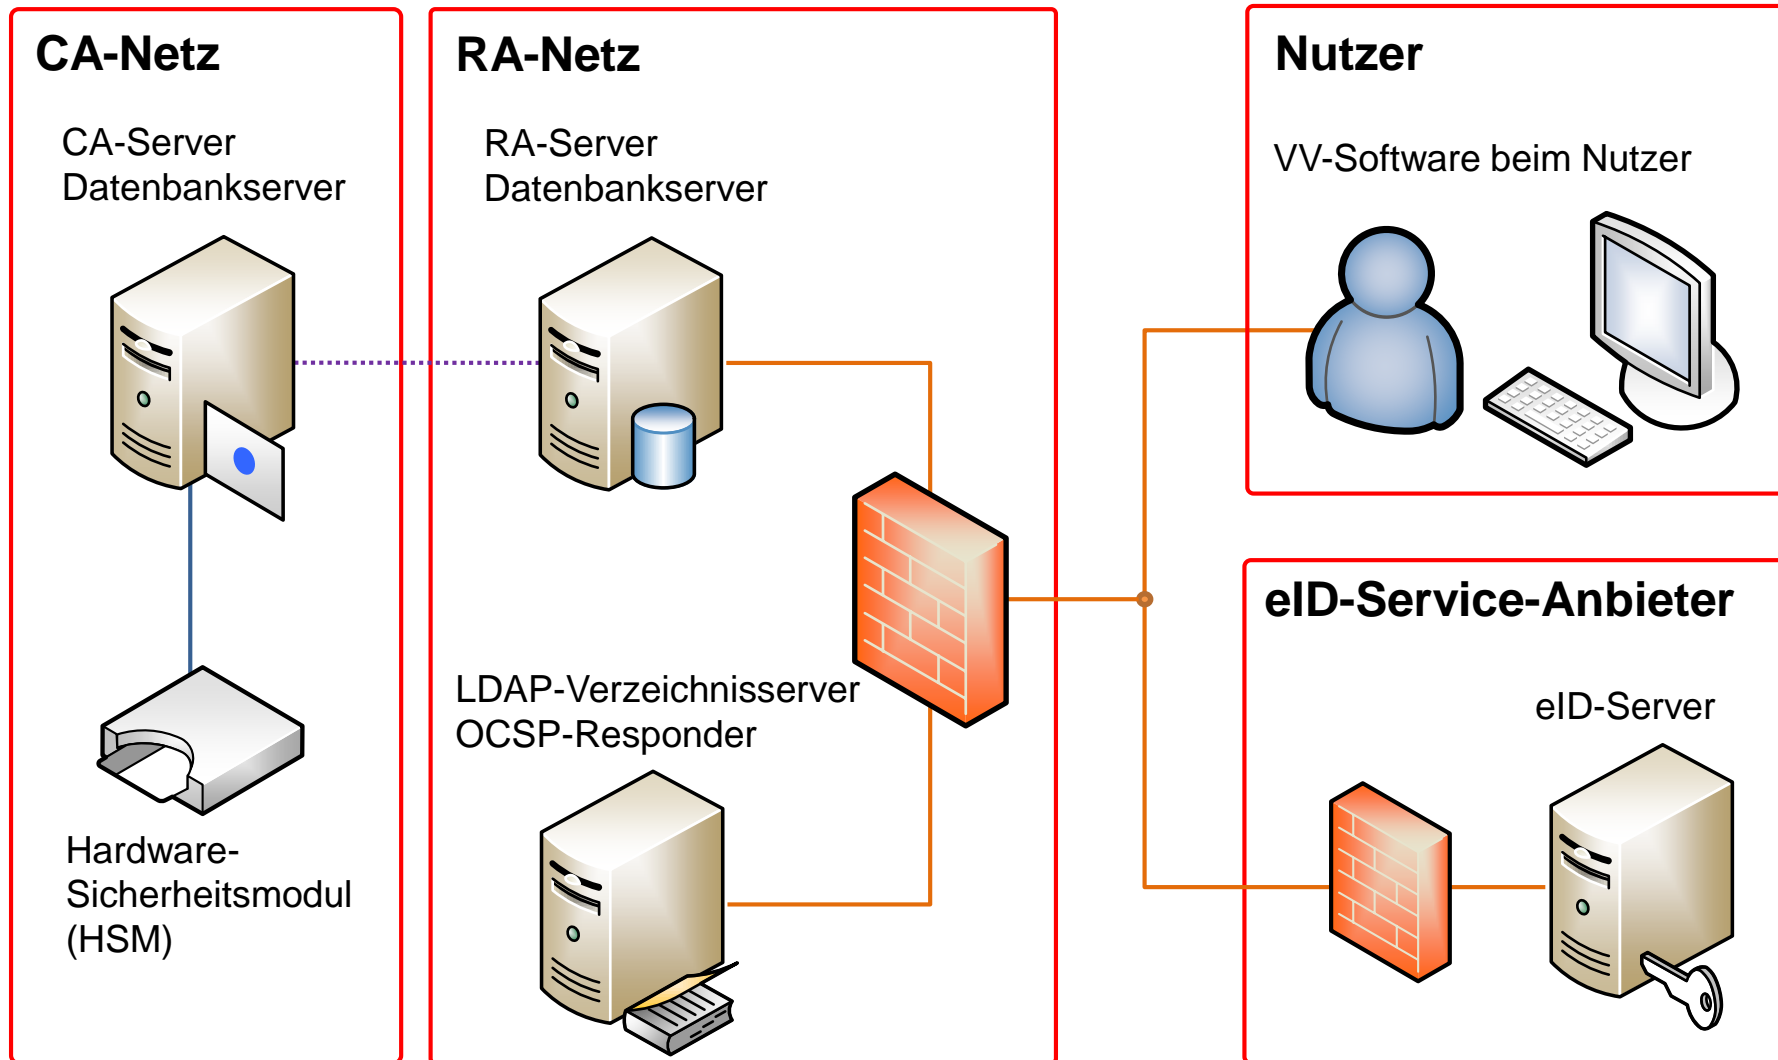 CA-Netz
CA-Server
Datenbankserver
Hardware-
Sicherheitsmodul
(HSM)
RA-Netz
RA-Server
Datenbankserver
LDAP-Verzeichnisserver
OCSP-Responder
Nutzer
VV-Software beim Nutzer
eID-Service-Anbieter
eID-Server